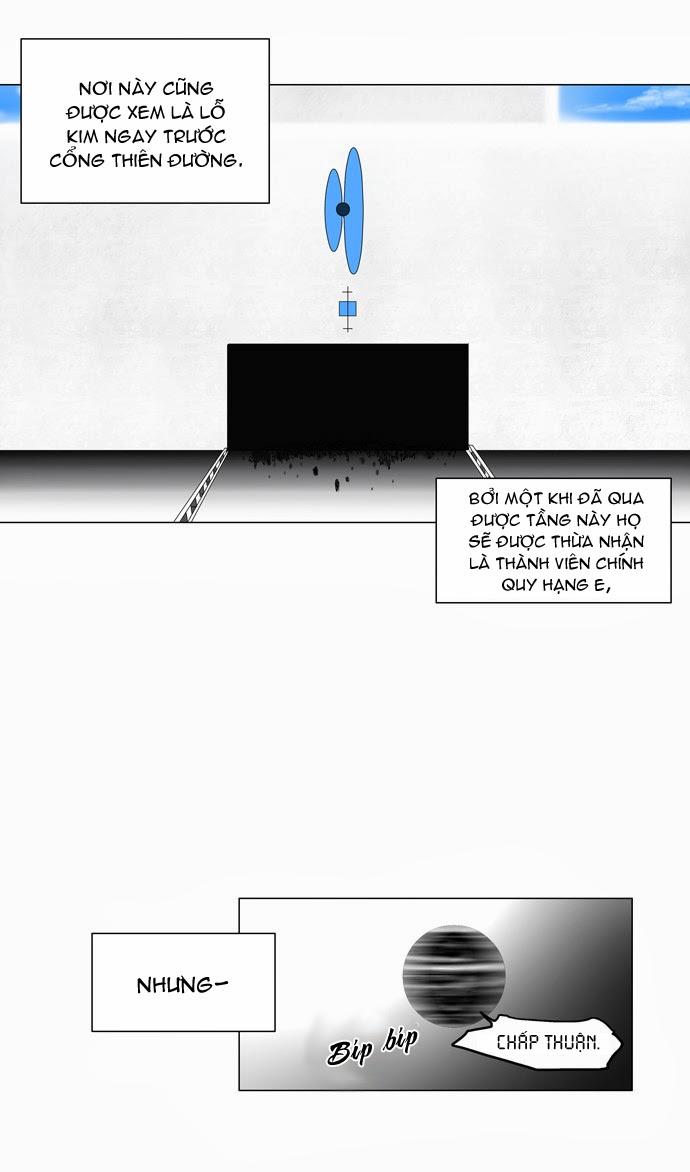 NƠI NÀY CŨNG
ĐƯỢC XEM LÀ LỖ
KIM NGAY TRƯỚC
CỔNG THIÊN ĐƯỜNG.
BỞI MỘT KHI ĐÃ QUA
ĐƯỢC TẦNG NÀY HỌ
SẼ ĐƯỢC THỪA NHẬN
LÀ THÀNH VIÊN CHÍNH
QUY HẠNG E,
NHƯNG-
Bíp bíp
CHẤP THUẬN.